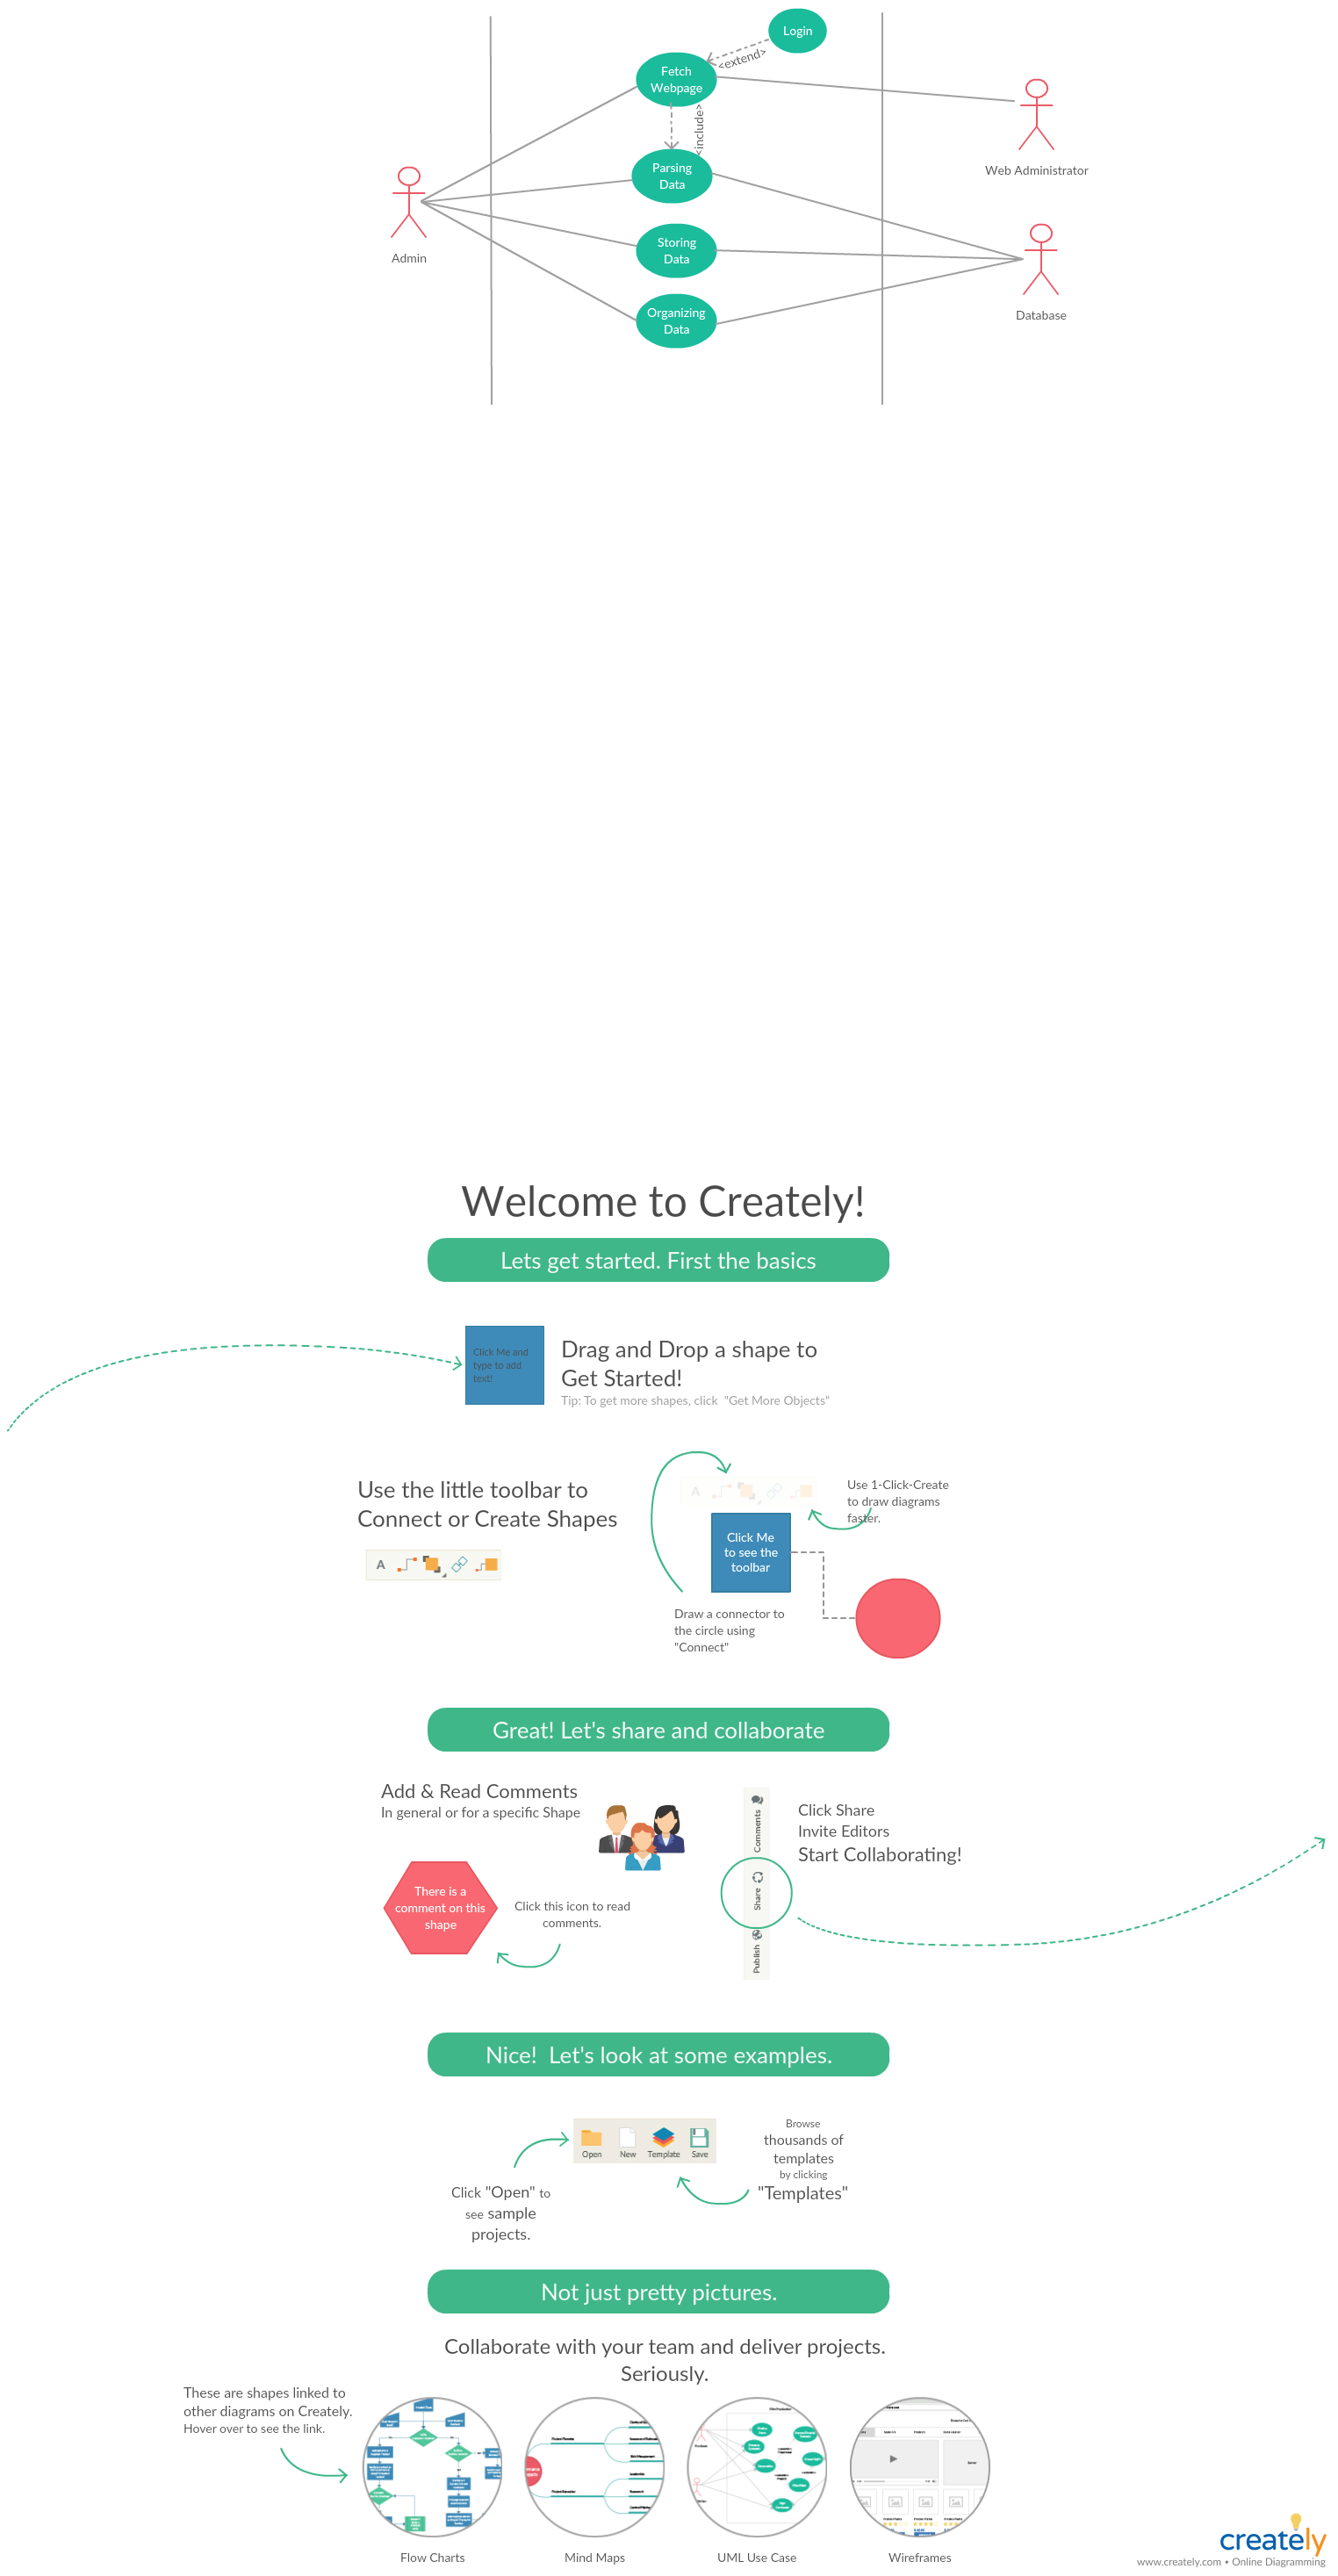 Login
<extend>
Fetch
Webpage
<include>
Parsing
Data
Web Administrator
Storing
Data
Admin
Organizing
Data
Database
Welcome to Creately!
Lets get started. First the basics
Click Me and
type to add
text!
Drag and Drop a shape to
Get Started!
Tip: To get more shapes, click  "Get More Objects"
Use the little toolbar to
Connect or Create Shapes
A
A
Use 1-Click-Create
to draw diagrams
faster.
Click Me
to see the
toolbar
Draw a connector to
the circle using
"Connect"
Great! Let's share and collaborate
Add & Read Comments
In general or for a specific Shape
There is a
comment on this
shape
Click this icon to read
comments.
Comments
Share
Publish
Click Share
Invite Editors
Start Collaborating!
Nice!  Let's look at some examples.
Open
New
Template
Save
Click "Open" to
see sample
projects.
Browse
thousands of
templates
by clicking
"Templates"
Not just pretty pictures.
Collaborate with your team and deliver projects.
Seriously.
These are shapes linked to
other diagrams on Creately.
Hover over to see the link.
Flow Charts
Mind Maps
UML Use Case
Wireframes
creately
www.creately.com • Online Diagramming